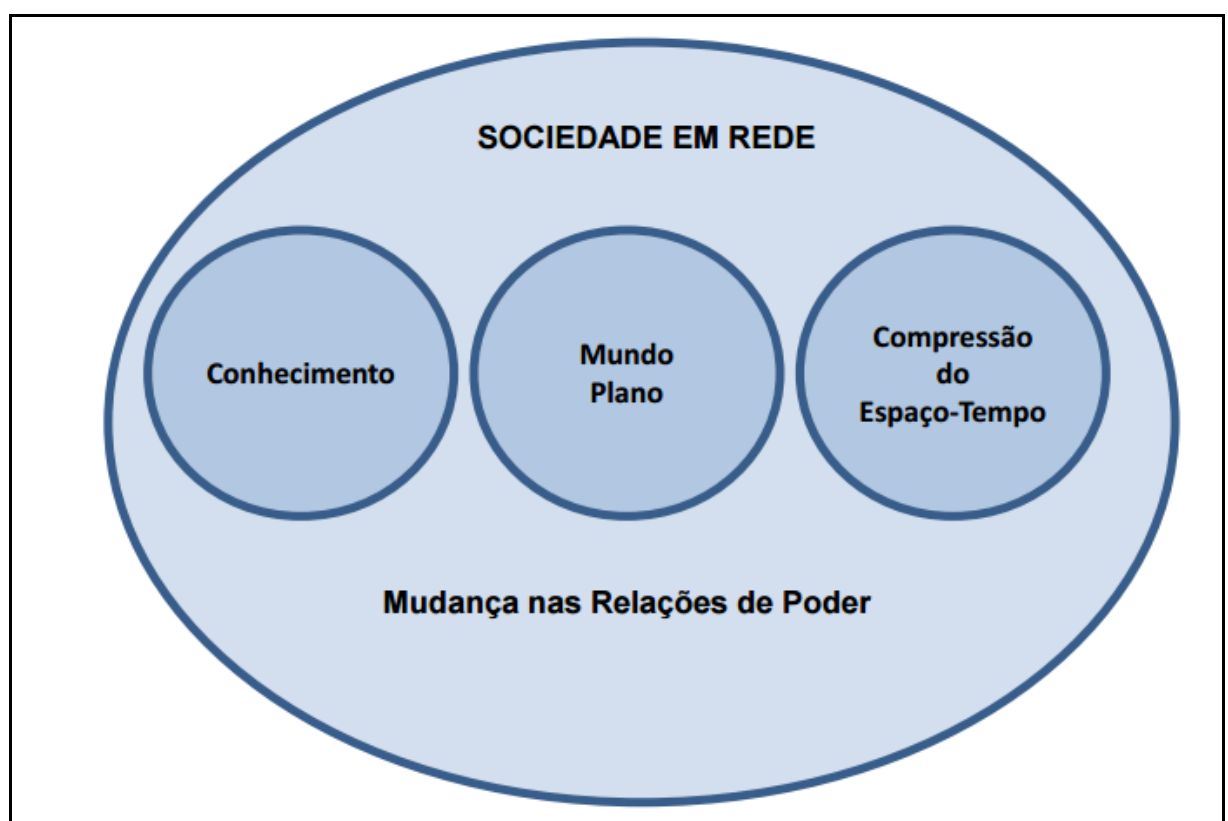 SOCIEDADE EM REDE
Conhecimento
Mundo
Plano
Compressão
do
Espaço-Tempo
Mudança nas Relações de Poder